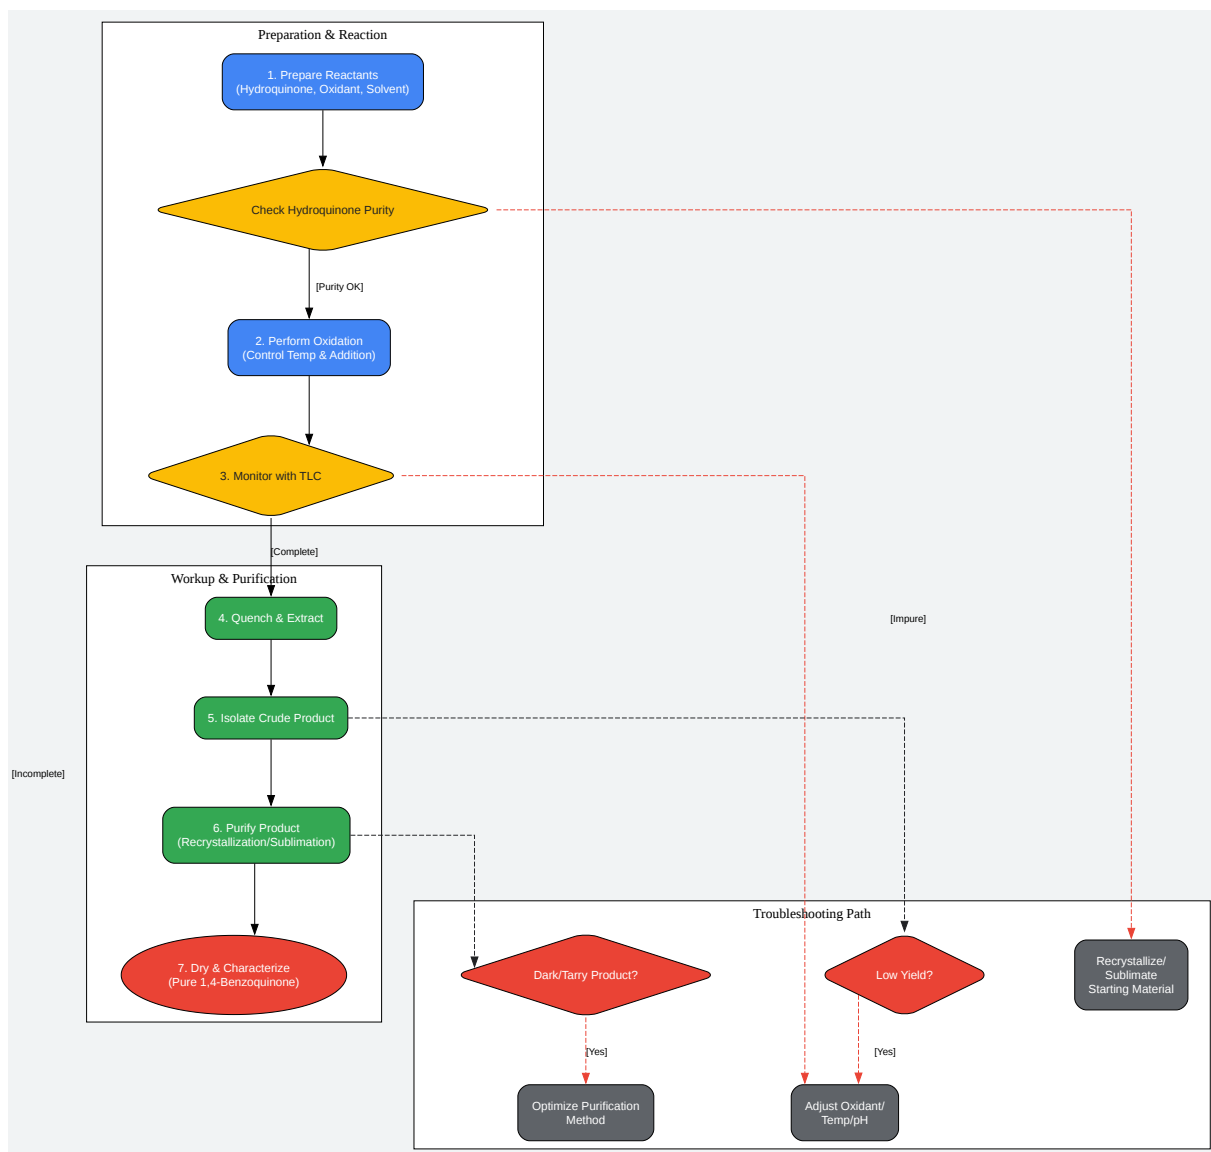 Preparation & Reaction
1. Prepare Reactants
(Hydroquinone, Oxidant, Solvent)
Check Hydroquinone Purity
[Purity OK]
2. Perform Oxidation
(Control Temp & Addition)
3. Monitor with TLC
[Complete]
Workup & Purification
4. Quench & Extract
[Impure]
5. Isolate Crude Product
[Incomplete]
6. Purify Product
(Recrystallization/Sublimation)
7. Dry & Characterize
(Pure 1,4-Benzoquinone)
Troubleshooting Path
Dark/Tarry Product?
Low Yield?
Recrystallize/
Sublimate
Starting Material
[Yes]
[Yes]
Optimize Purification
Method
Adjust Oxidant/
Temp/pH